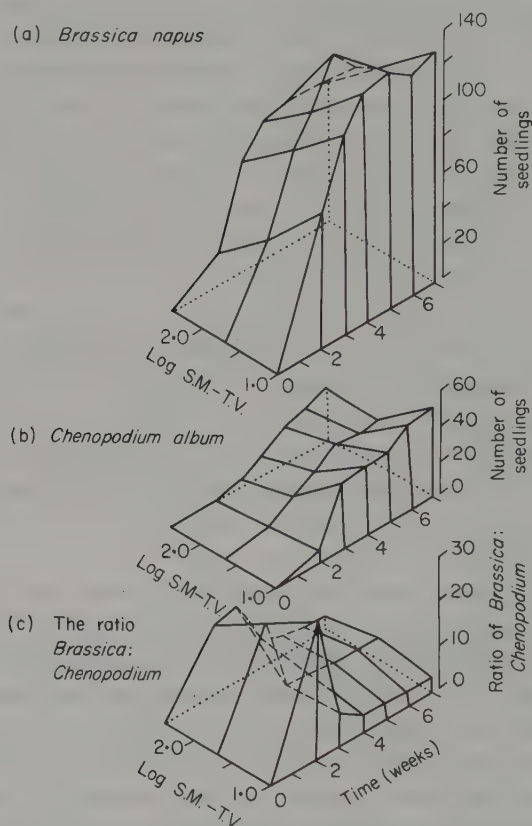 (a) Brassica napus
140
100
60
20
Number of
seedlings
2·0
1·0
Log S.M.–T.V.
0
2
4
6
(b) Chenopodium album
60
40
20
0
Number of
seedlings
2·0
1·0
Log S.M.–T.V.
0
2
4
6
(c) The ratio
Brassica:
Chenopodium
30
20
10
0
Ratio of Brassica:
Chenopodium
2·0
1·0
Log S.M.–T.V.
0
2
4
6
Time (weeks)